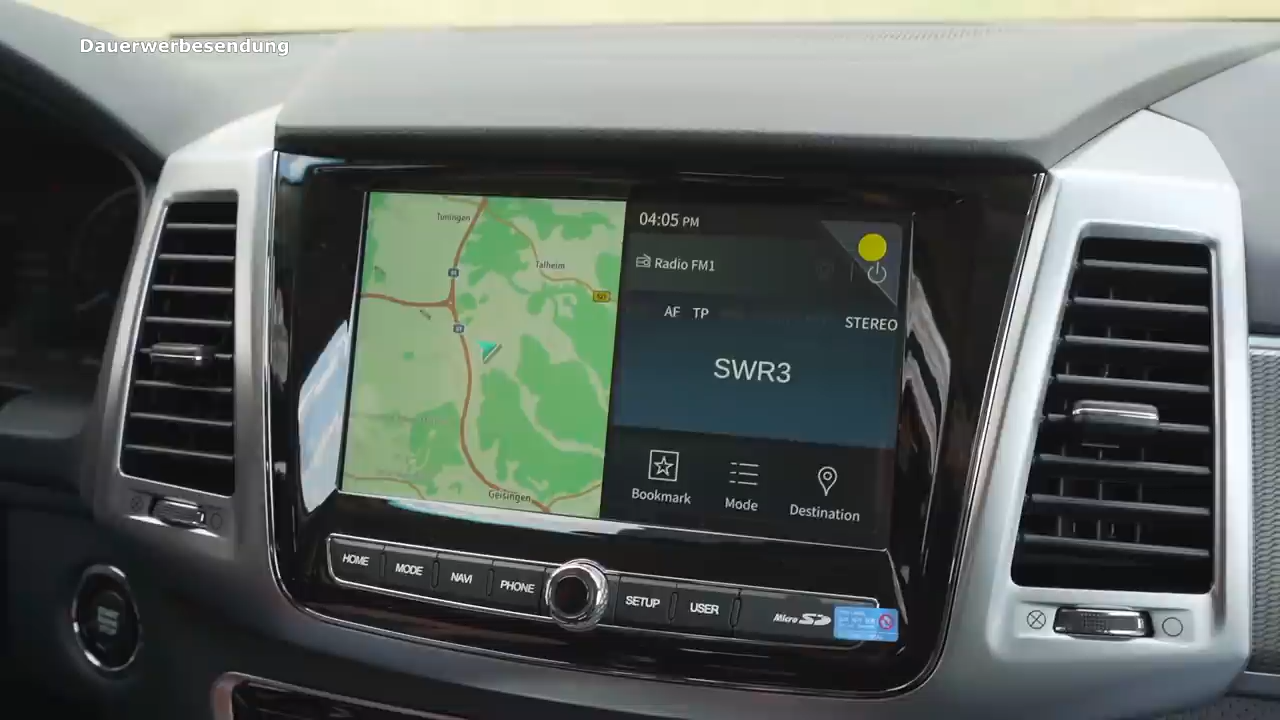 Dauerwerbesendung
Tuningen
Talheim
Geisingen
04:05 PM
Radio FM1
AF TP
STEREO
SWR3
Bookmark
Mode
Destination
HOME
MODE
NAVI
PHONE
SETUP
USER
Micro SD